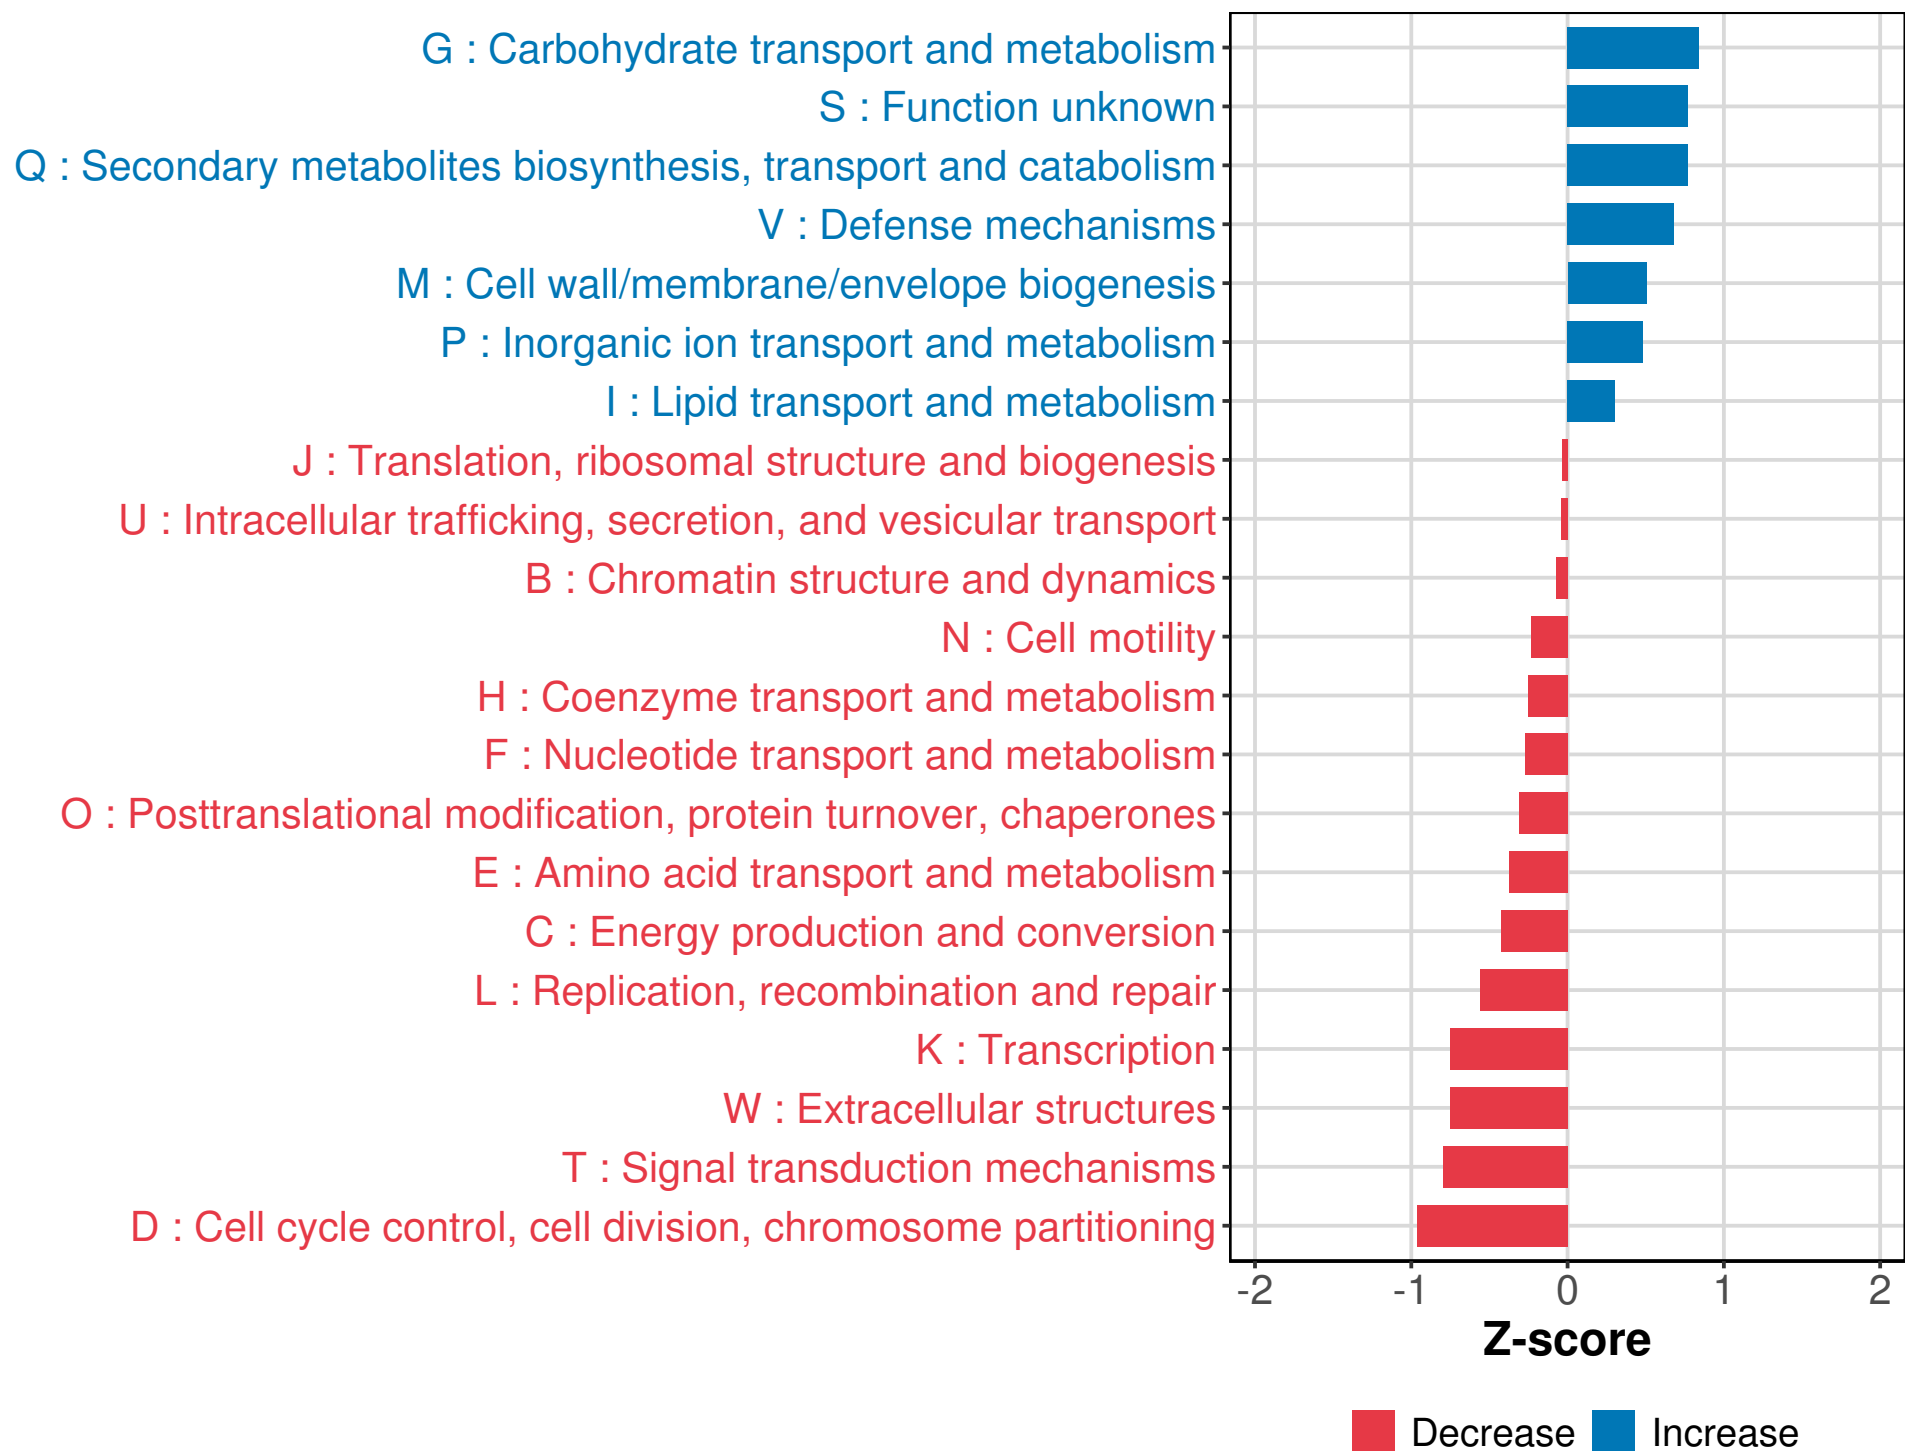 G : Carbohydrate transport and metabolism
S : Function unknown
Q : Secondary metabolites biosynthesis, transport and catabolism
V : Defense mechanisms
M : Cell wall/membrane/envelope biogenesis
P : Inorganic ion transport and metabolism
I : Lipid transport and metabolism
J : Translation, ribosomal structure and biogenesis
U : Intracellular trafficking, secretion, and vesicular transport
B : Chromatin structure and dynamics
N : Cell motility
H : Coenzyme transport and metabolism
F : Nucleotide transport and metabolism
O : Posttranslational modification, protein turnover, chaperones
E : Amino acid transport and metabolism
C : Energy production and conversion
L : Replication, recombination and repair
K : Transcription
W : Extracellular structures
T : Signal transduction mechanisms
D : Cell cycle control, cell division, chromosome partitioning
-2 -1 0 1 2
Z-score
Decrease Increase